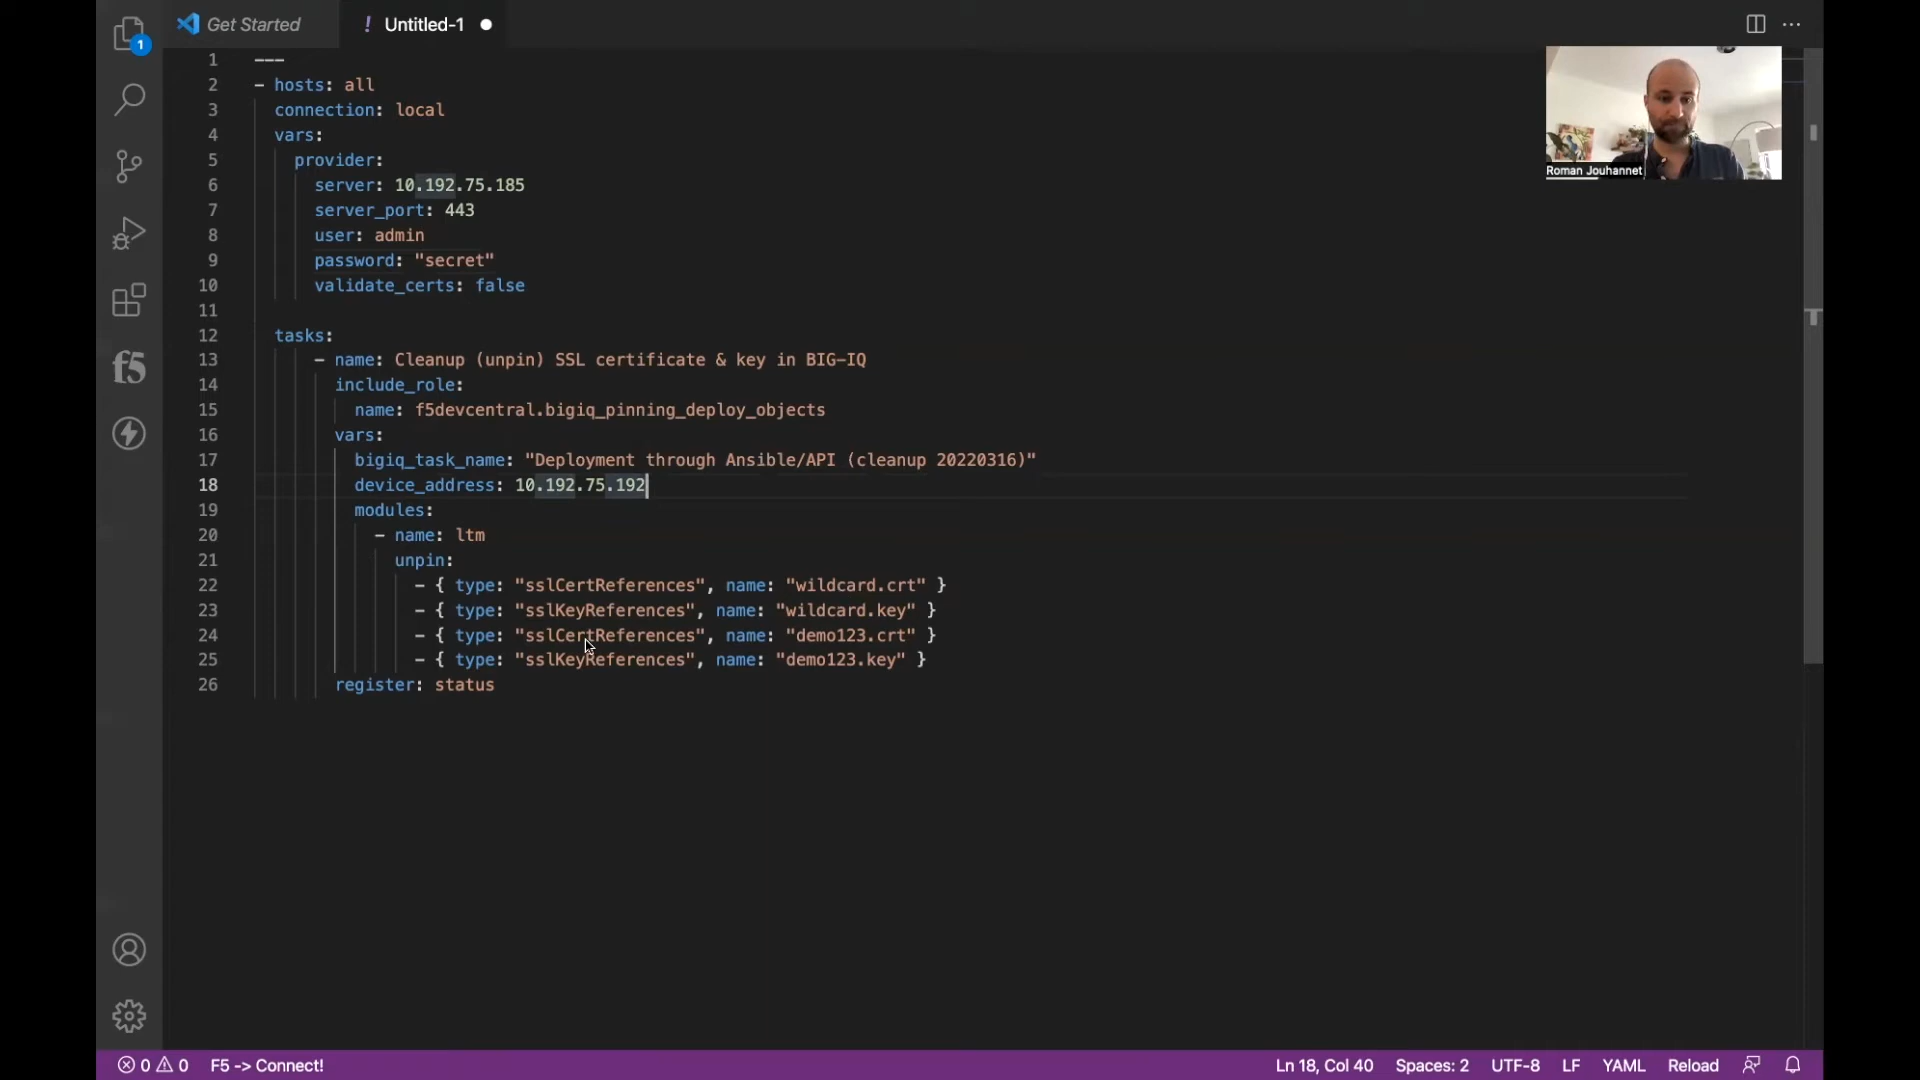 Get Started
! Untitled-1
1
1 ---
2 - hosts: all
3 connection: local
4 vars:
5 provider:
6 server: 10.192.75.185
7 server_port: 443
8 user: admin
9 password: "secret"
10 validate_certs: false
11
12 tasks:
13 - name: Cleanup (unpin) SSL certificate & key in BIG-IQ
14 include_role:
15 name: f5devcentral.bigiq_pinning_deploy_objects
16 vars:
17 bigiq_task_name: "Deployment through Ansible/API (cleanup 20220316)"
18 device_address: 10.192.75.192
19 modules:
20 - name: ltm
21 unpin:
22 - { type: "sslCertReferences", name: "wildcard.crt" }
23 - { type: "sslKeyReferences", name: "wildcard.key" }
24 - { type: "sslCertReferences", name: "demo123.crt" }
25 - { type: "sslKeyReferences", name: "demo123.key" }
26 register: status
f5
Roman Jouhannet
0 0 F5 -> Connect! Ln 18, Col 40 Spaces: 2 UTF-8 LF YAML Reload